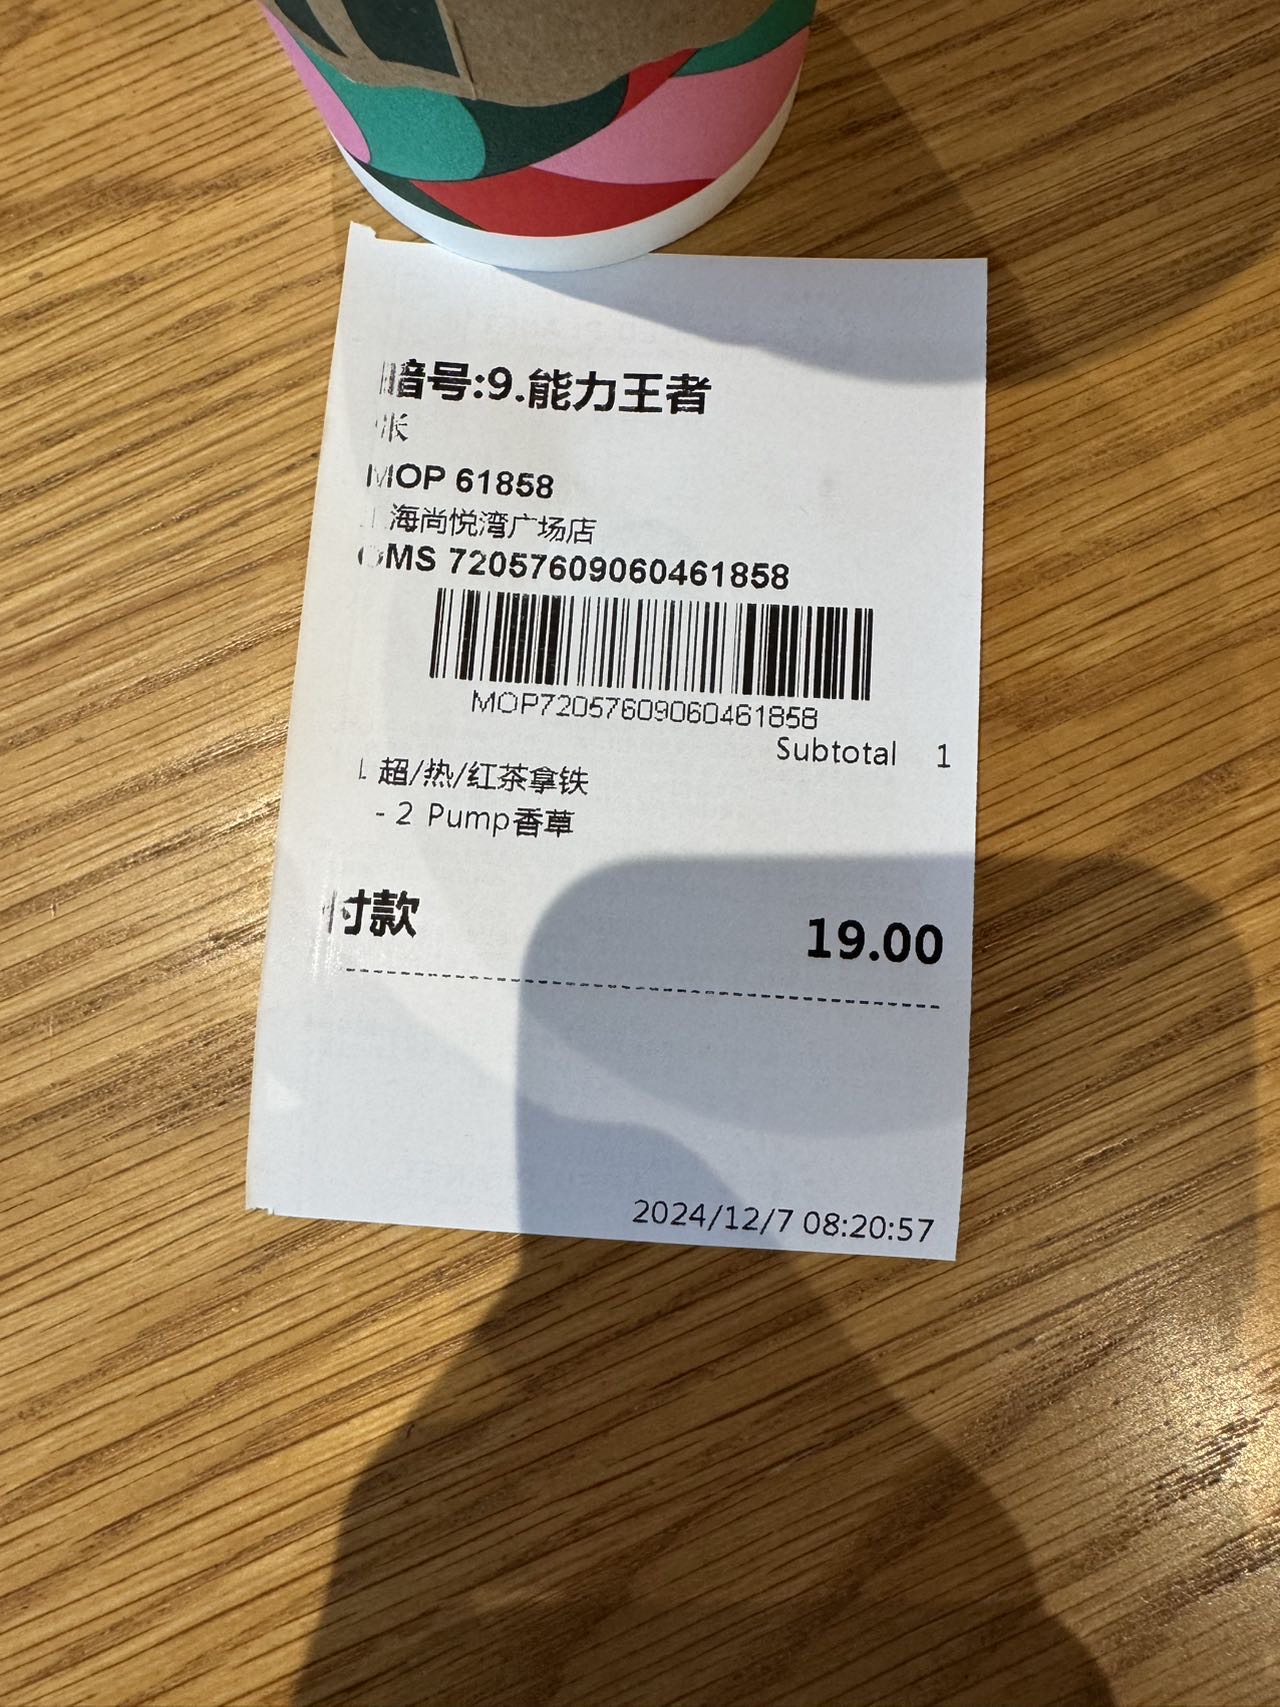 暗号:9.能力王者
张
MOP 61858
上海尚悦湾广场店
OMS 72057609060461858
MOP72057609060461858
Subtotal 1
超/热/红茶拿铁
- 2 Pump香草
付款
19.00
2024/12/7 08:20:57